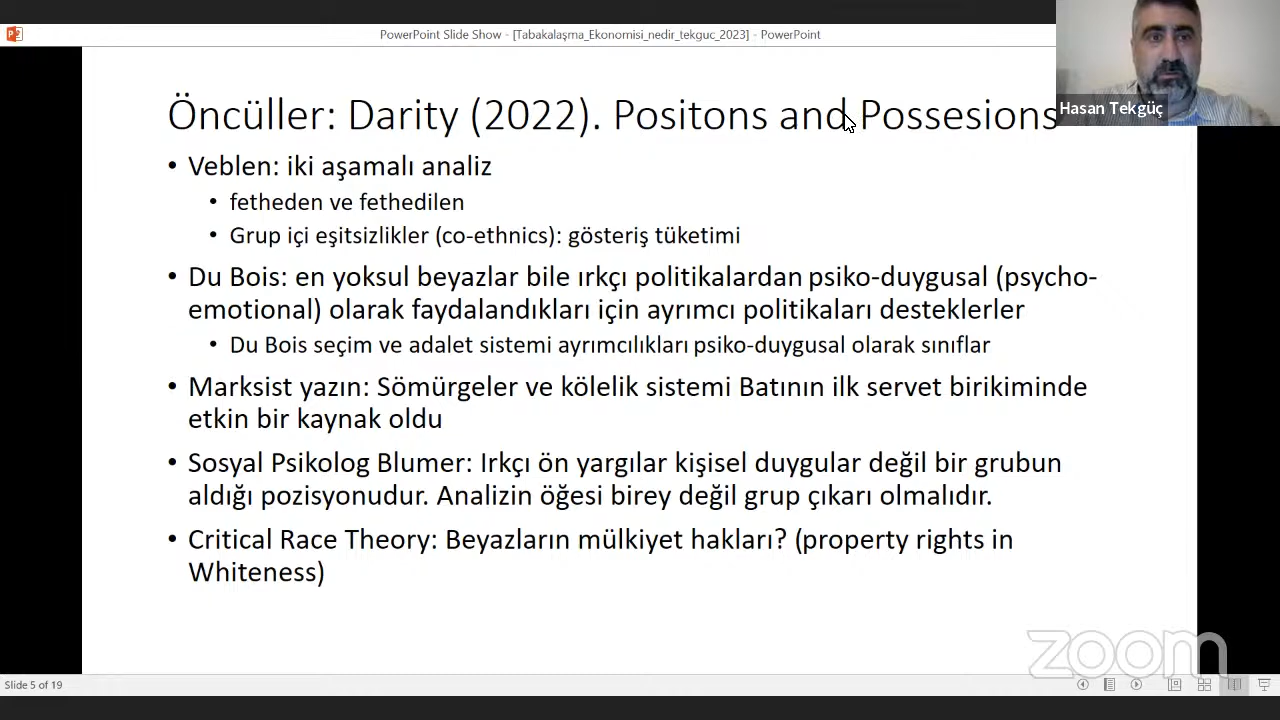 PowerPoint Slide Show - [Tabakalaşma_Ekonomisi_nedir_tekguc_2023] - PowerPoint
Hasan Tekgüç
Öncüller: Darity (2022). Positons and Possesions
• Veblen: iki aşamalı analiz
• fetheden ve fethedilen
• Grup içi eşitsizlikler (co-ethnics): gösteriş tüketimi
• Du Bois: en yoksul beyazlar bile ırkçı politikalardan psiko-duygusal (psycho-
emotional) olarak faydalandıkları için ayrımcı politikaları desteklerler
• Du Bois seçim ve adalet sistemi ayrımcılıkları psiko-duygusal olarak sınıflar
• Marksist yazın: Sömürgeler ve kölelik sistemi Batının ilk servet birikiminde
etkin bir kaynak oldu
• Sosyal Psikolog Blumer: Irkçı ön yargılar kişisel duygular değil bir grubun
aldığı pozisyonudur. Analizin öğesi birey değil grup çıkarı olmalıdır.
• Critical Race Theory: Beyazların mülkiyet hakları? (property rights in
Whiteness)
zoom
Slide 5 of 19